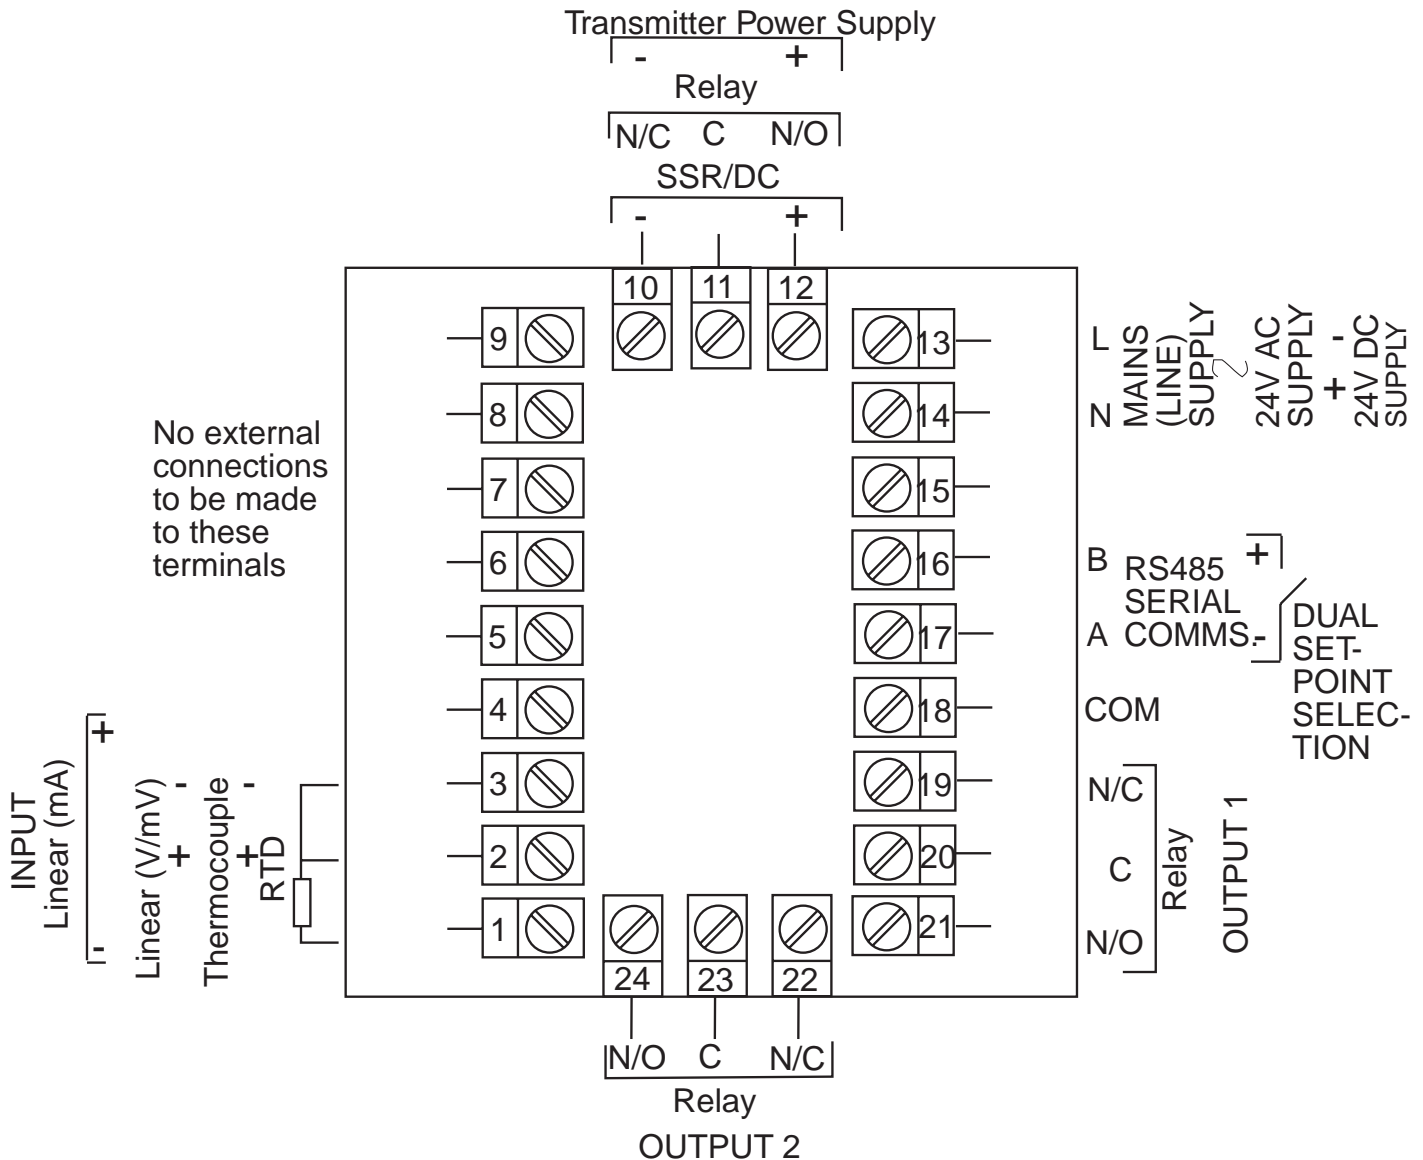 Transmitter Power Supply
- +
Relay
N/C C N/O
SSR/DC
- +
10 11 12
9
8
7
6
5
4
3
2
1
13
14
15
16
17
18
19
20
21
24 23 22
No external
connections
to be made
to these
terminals
INPUT
Linear (mA)
+
-
Linear (V/mV)
-
+
Thermocouple
-
+
RTD
L
N
MAINS
(LINE)
SUPPLY
24V AC
SUPPLY
-
+
24V DC
SUPPLY
B
A
RS485
SERIAL
COMMS.
+
-
DUAL
SET-
POINT
SELEC-
TION
COM
N/C
C
N/O
Relay
OUTPUT 1
N/O C N/C
Relay
OUTPUT 2